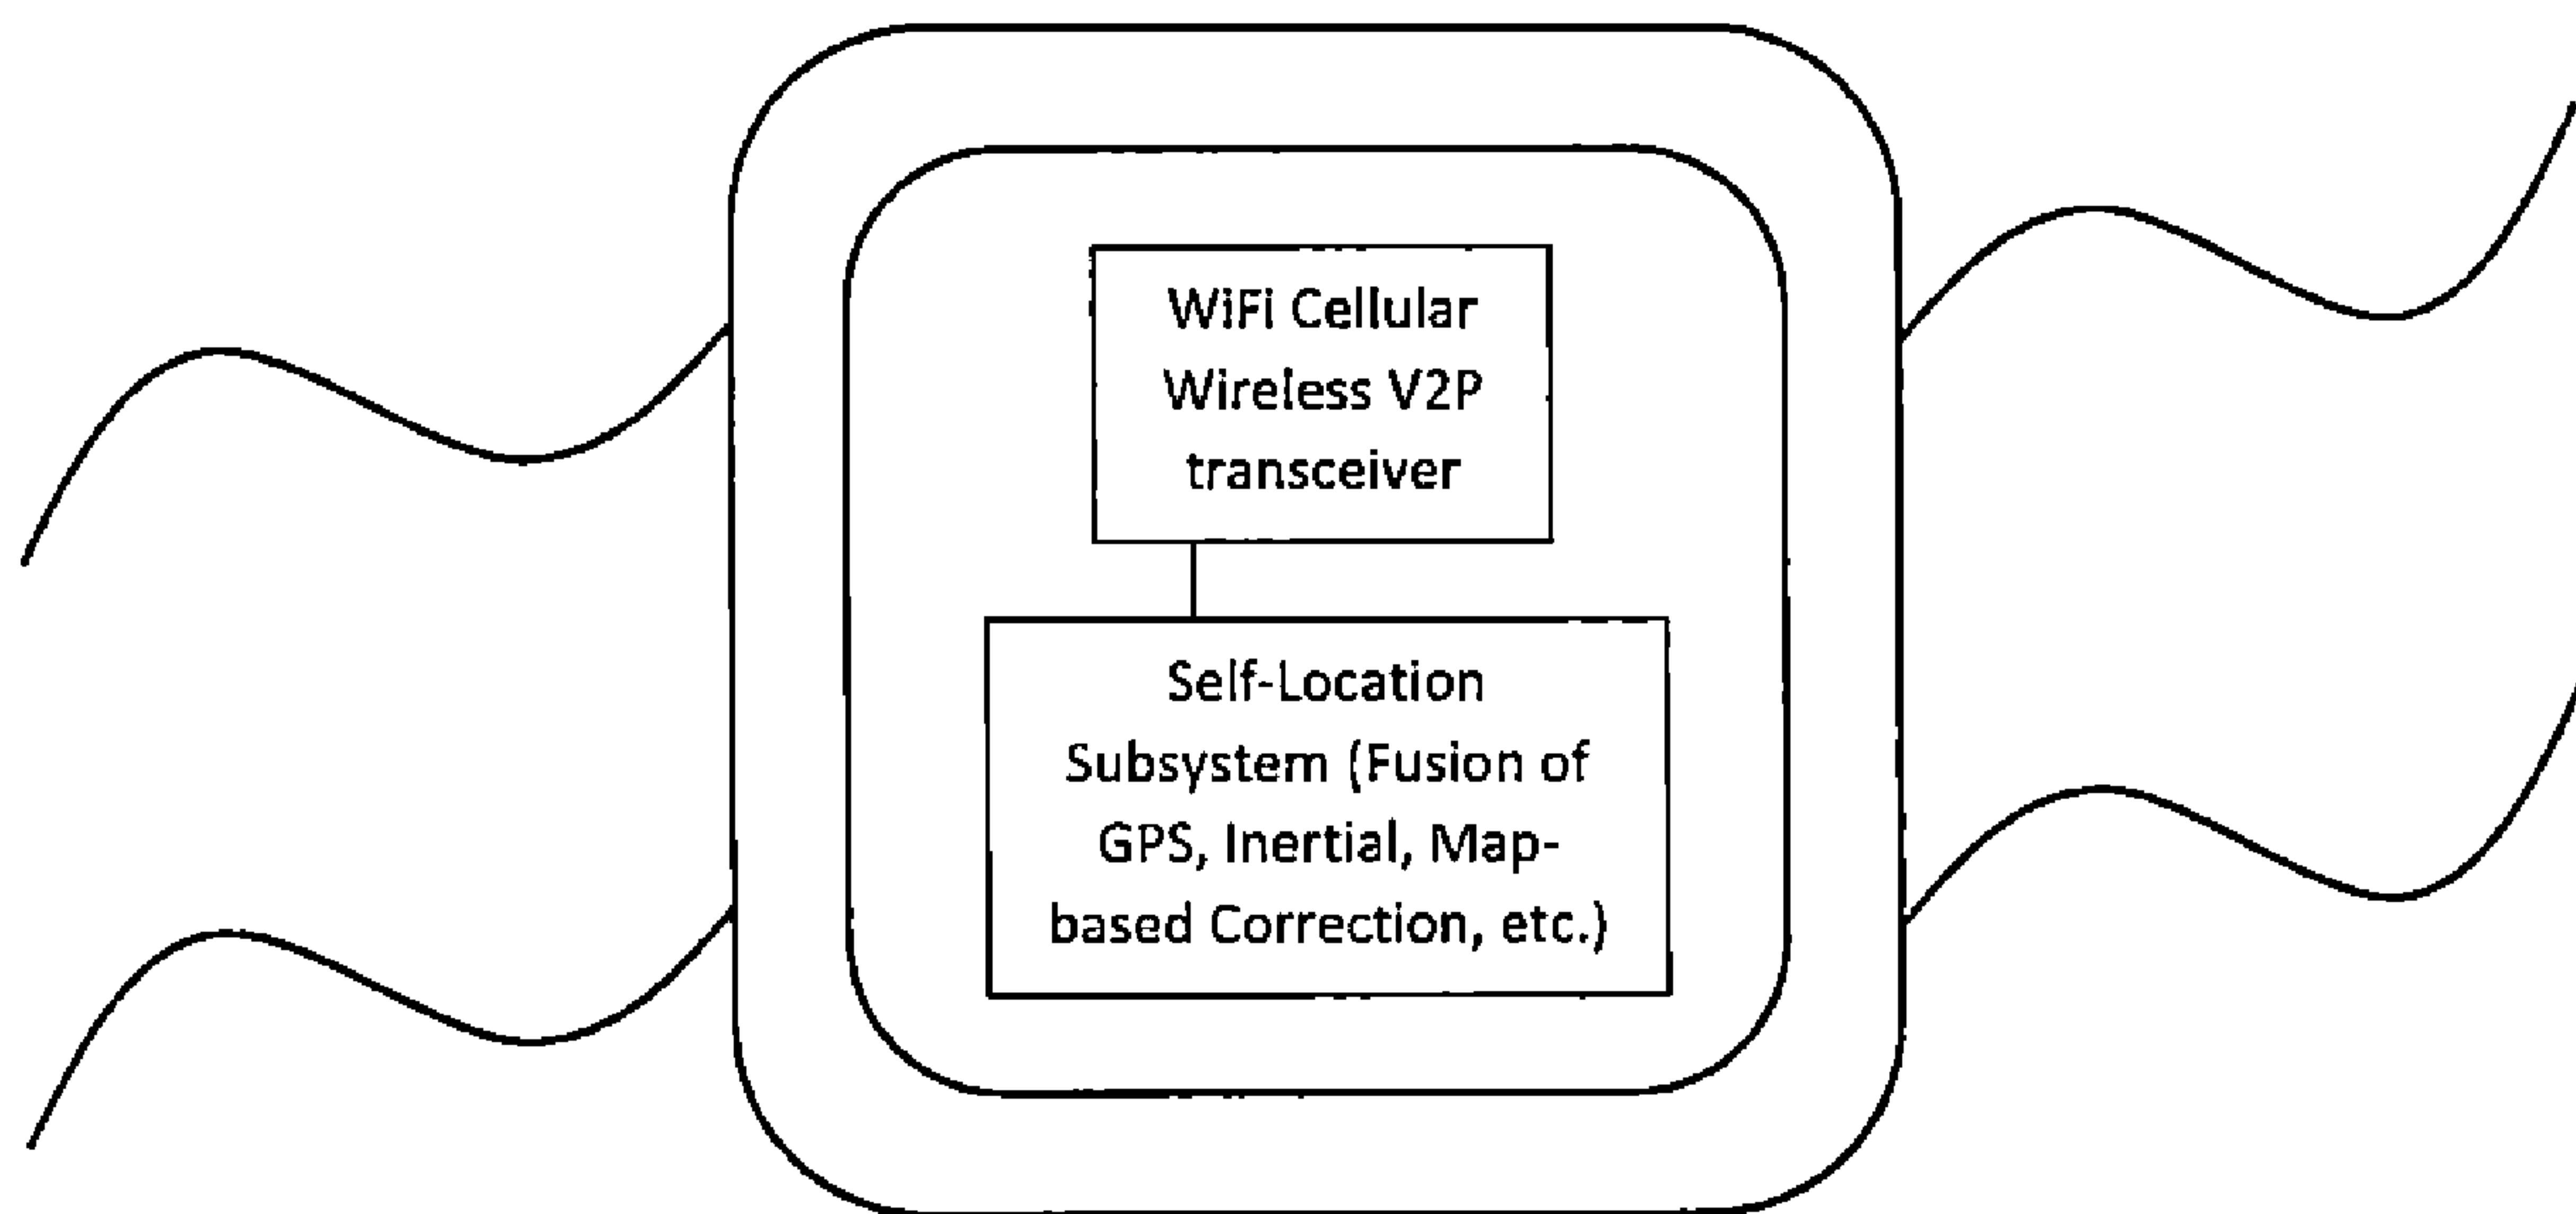 WiFi Cellular
Wireless V2P
transceiver
Self-Location
Subsystem (Fusion of
GPS, Inertial, Map-
based Correction, etc.)